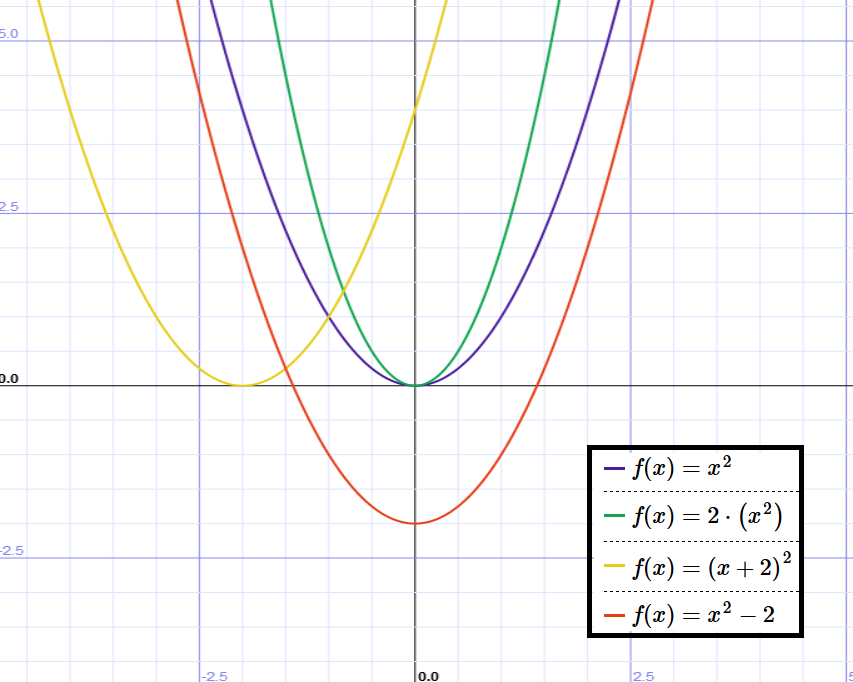 5.0
2.5
0.0
-2.5
-2.5 0.0 2.5 5
f(x) = x²
f(x) = 2 · (x²)
f(x) = (x + 2)²
f(x) = x² − 2